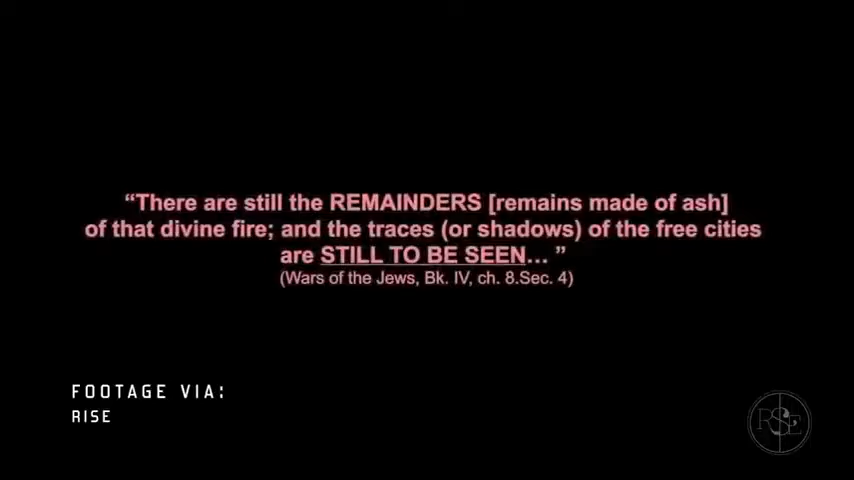 “There are still the REMAINDERS [remains made of ash]
of that divine fire; and the traces (or shadows) of the free cities
are STILL TO BE SEEN… ”
(Wars of the Jews, Bk. IV, ch. 8.Sec. 4)
FOOTAGE VIA:
RISE
RSE